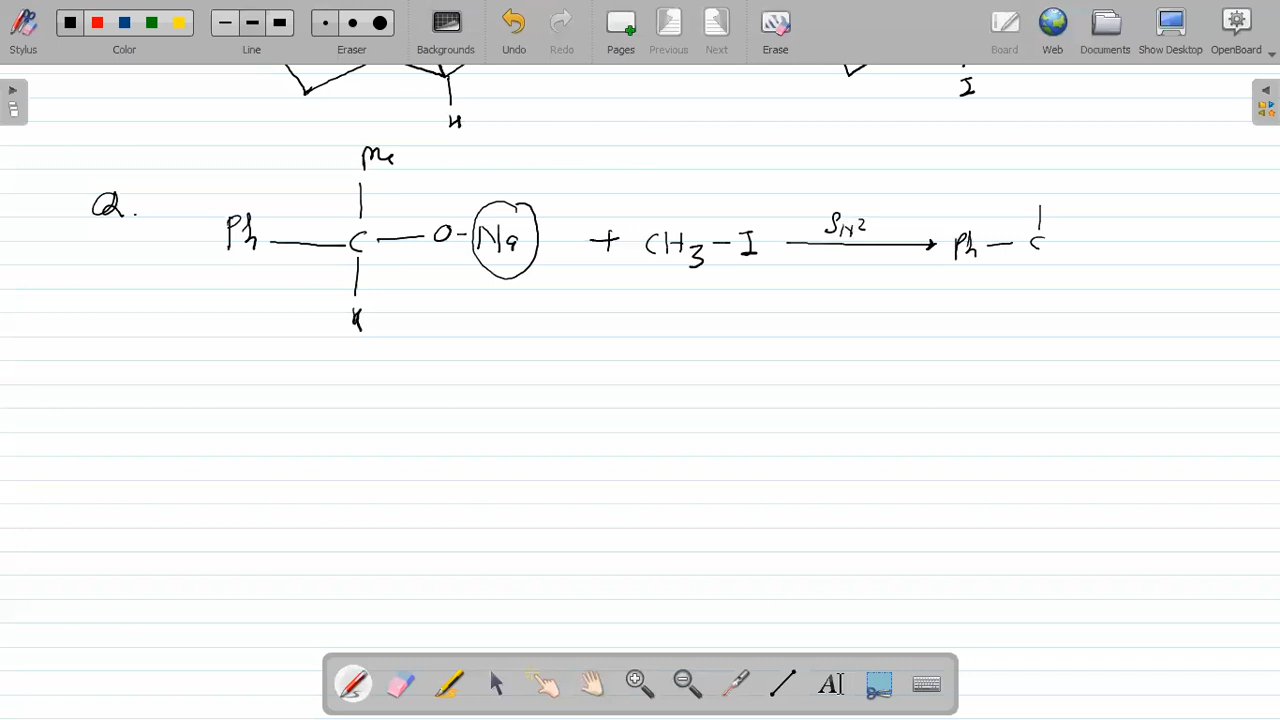 Stylus Color Line Eraser Backgrounds Undo Redo Pages Previous Next Erase Board Web Documents Show Desktop OpenBoard
H I
Me
Q. Ph — C — O - Na + CH3 - I SN2 → Ph — C
H
AI